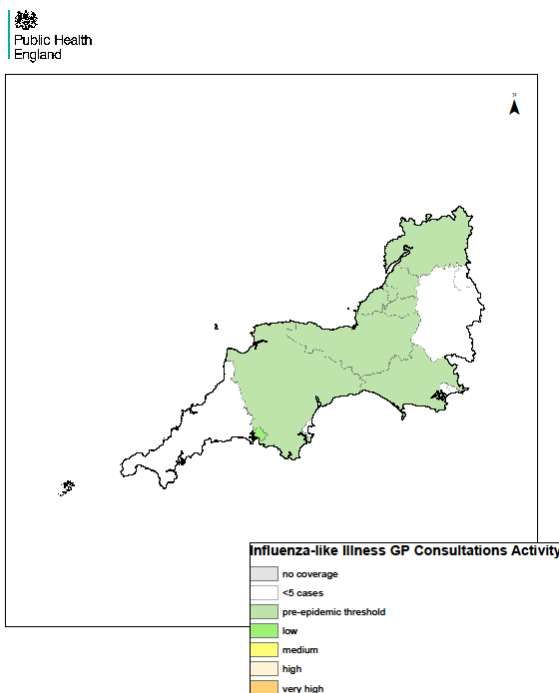 Public Health
England
N
Influenza-like Illness GP Consultations Activity
no coverage
<5 cases
pre-epidemic threshold
low
medium
high
very high